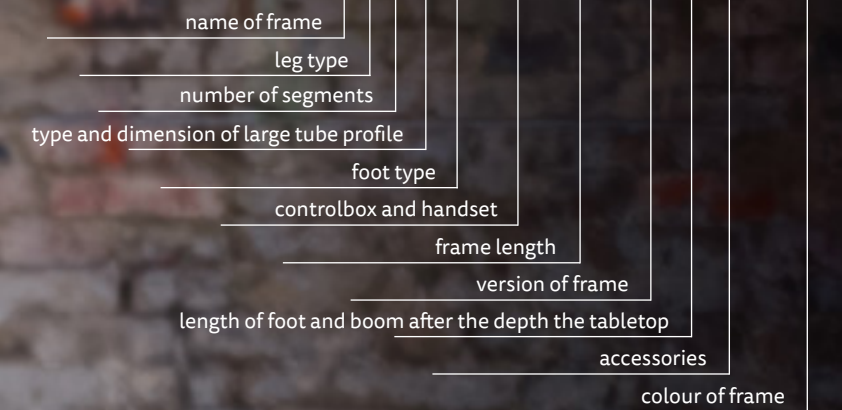 name of frame
leg type
number of segments
type and dimension of large tube profile
foot type
controlbox and handset
frame length
version of frame
length of foot and boom after the depth the tabletop
accessories
colour of frame